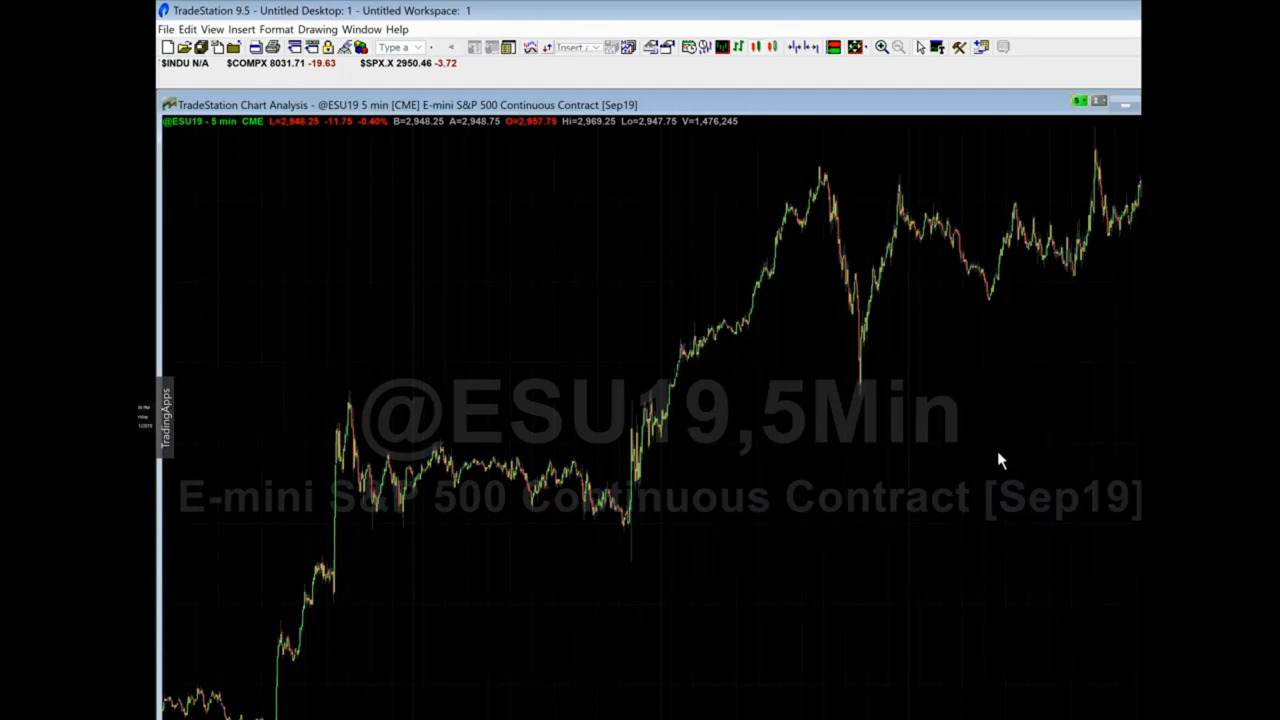 TradeStation 9.5 - Untitled Desktop: 1 - Untitled Workspace: 1
File Edit View Insert Format Drawing Window Help
Type a
Insert
$INDU N/A $COMPX 8031.71 -19.63 $SPX.X 2950.46 -3.72
TradeStation Chart Analysis - @ESU19 5 min [CME] E-mini S&P 500 Continuous Contract [Sep19]
@ESU19 - 5 min CME L=2,948.25 -11.75 -0.40% B=2,948.25 A=2,948.75 O=2,957.75 Hi=2,969.25 Lo=2,947.75 V=1,476,245
@ESU19,5Min
E-mini S&P 500 Continuous Contract [Sep19]
TradingApps